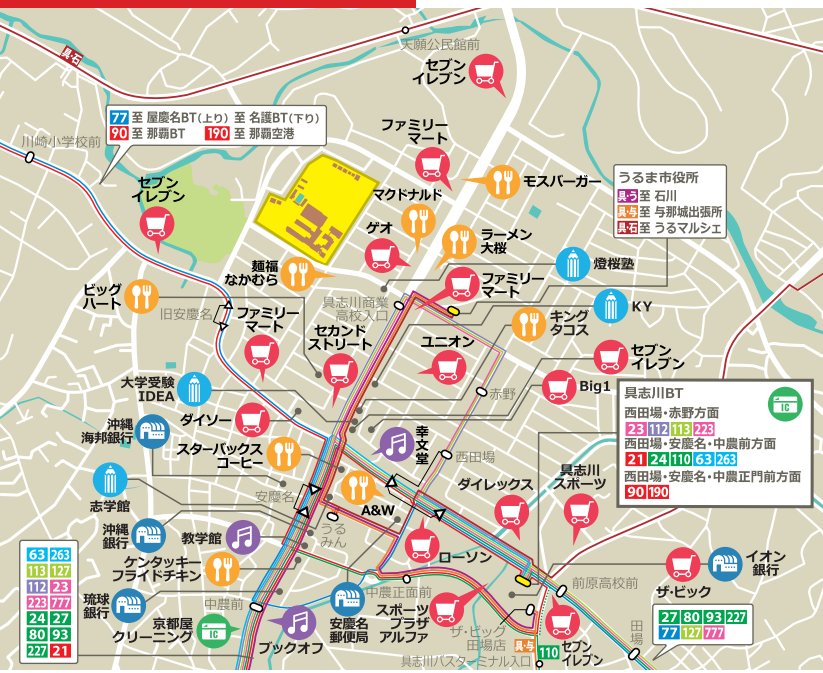 天願公民館前
具・石
セブン
イレブン
77 至 屋慶名BT(上り) 至 名護BT(下り)
90 至 那覇BT 190 至 那覇空港
川崎小学校前
ファミリー
マート
モスバーガー
セブン
イレブン
マクドナルド
うるま市役所
具・う 至 石川
具・与 至 与那城出張所
具・石 至 うるマルシェ
ゲオ
ラーメン
大桜
麺福
なかむら
燈桜塾
ファミリー
マート
ビッグ
ハート
旧安慶名
具志川商業
高校入口
KY
キング
タコス
ファミリー
マート
セカンド
ストリート
ユニオン
セブン
イレブン
赤野
Big1
大学受験
IDEA
具志川BT
IC
西田場・赤野方面
23 112 113 223
西田場・安慶名・中農前方面
21 24 110 63 263
西田場・安慶名・中農正門前方面
90 190
ダイソー
沖縄
海邦銀行
スターバックス
コーヒー
幸文堂
西田場
志学館
安慶名
A&W
ダイレックス
具志川
スポーツ
沖縄
銀行
教学館
うる
みん
ケンタッキー
フライドチキン
ローソン
63 263
113 127
112 23
223 777
24 27
80 93
227 21
琉球
銀行
中農前
中農正面前
前原高校前
ザ・ビッグ
イオン
銀行
京都屋
クリーニング
IC
ブックオフ
安慶名
郵便局
スポーツ
プラザ
アルファ
ザ・ビッグ
田場店
具・与
110
セブン
イレブン
具志川バスターミナル入口
田場
27 80 93 227
77 127 777